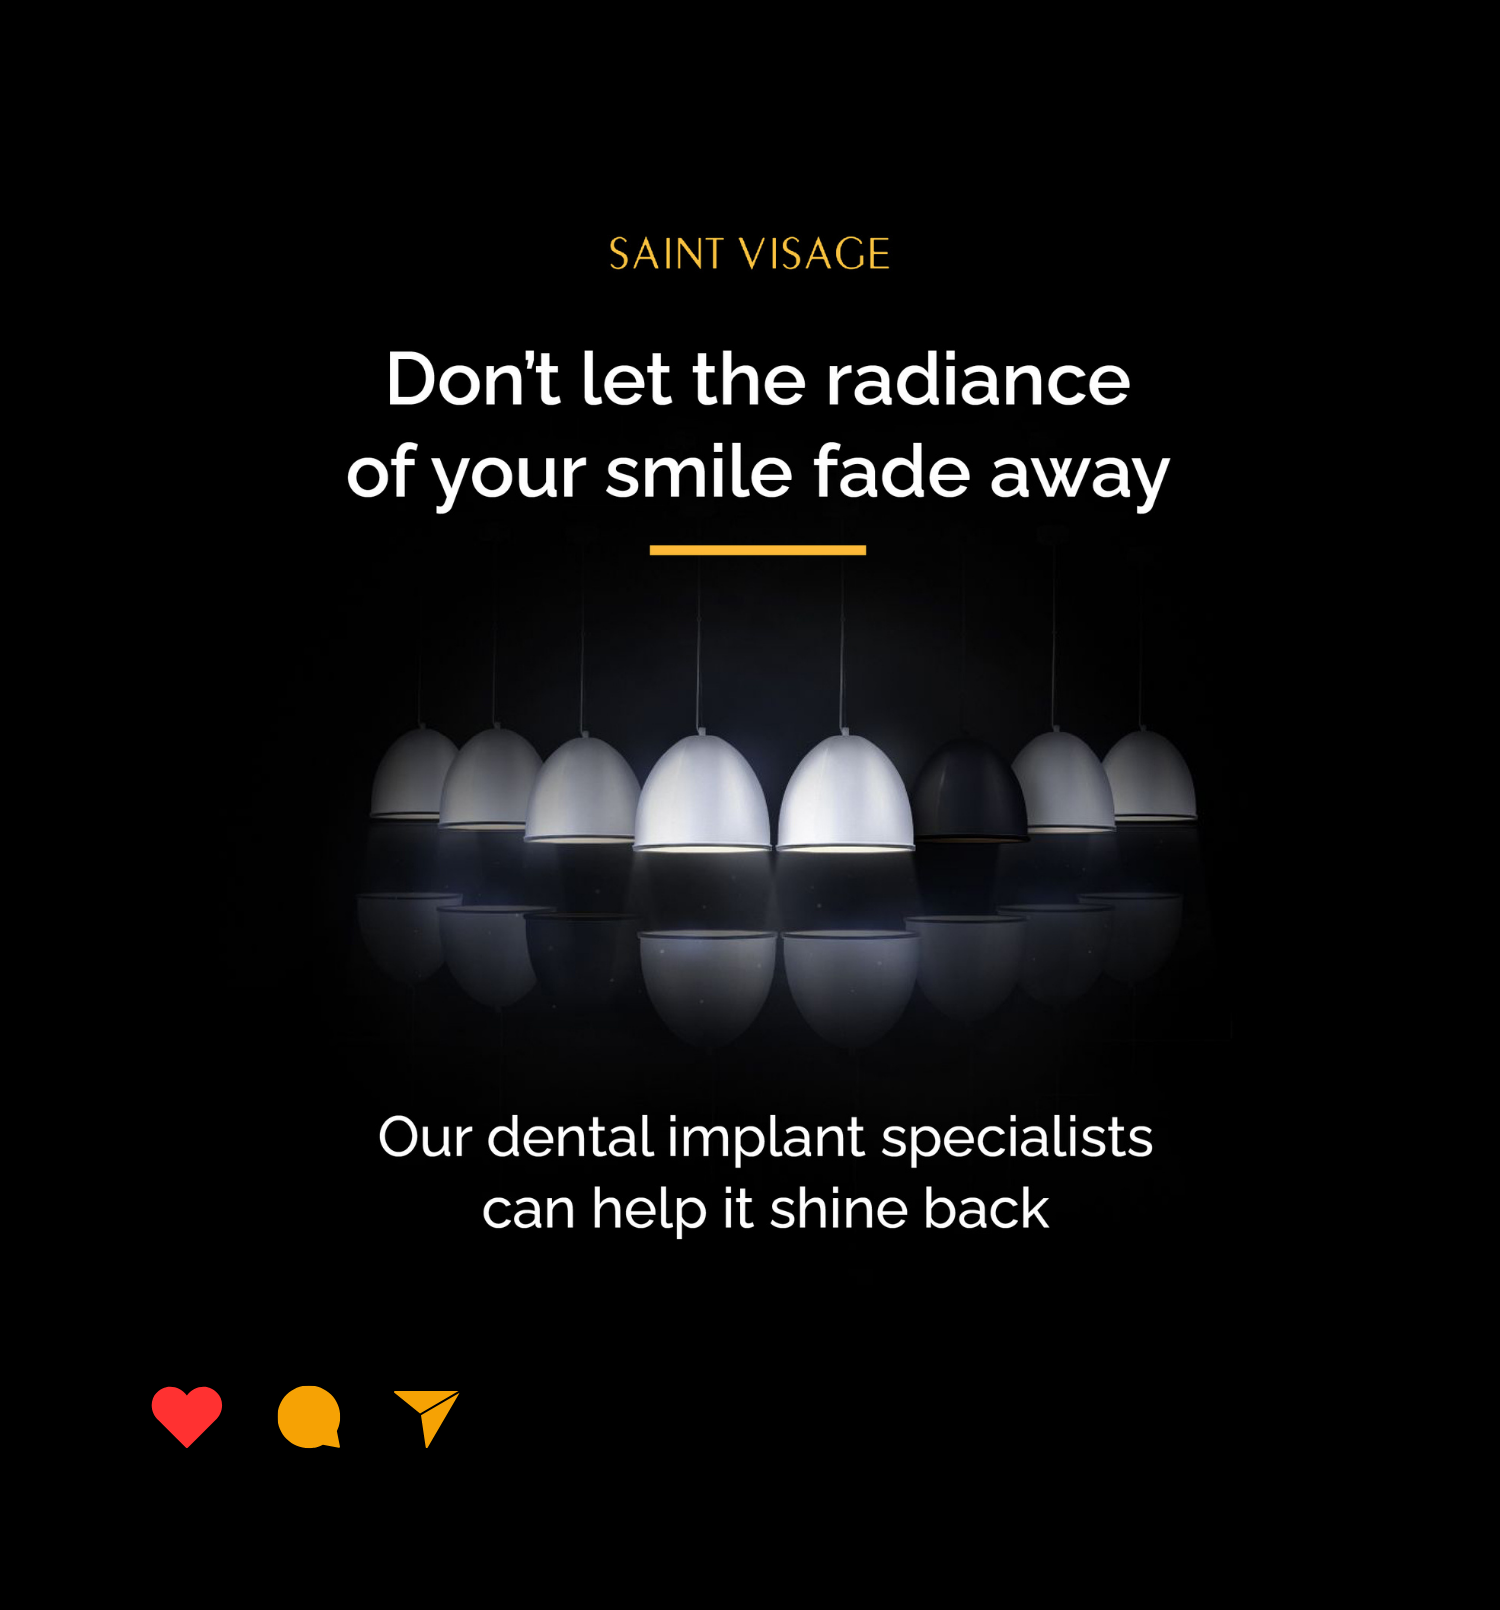 SAINT VISAGE
Don’t let the radiance
of your smile fade away
Our dental implant specialists
can help it shine back